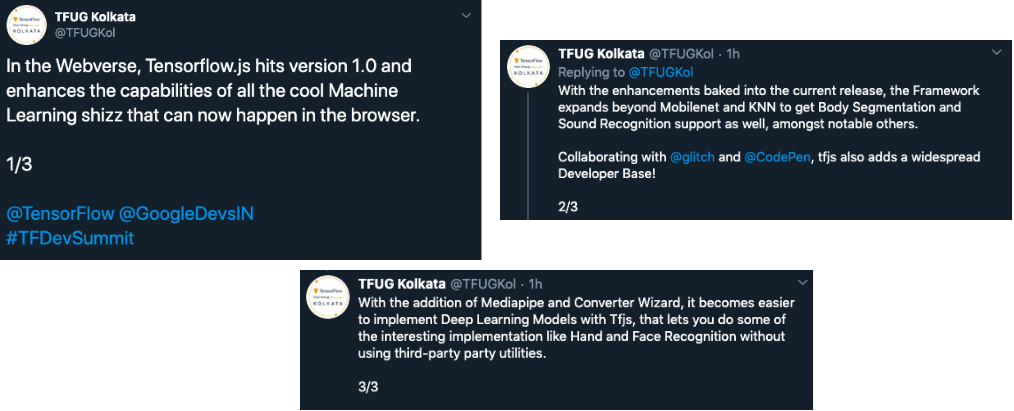 TFUG Kolkata
@TFUGKol
In the Webverse, Tensorflow.js hits version 1.0 and
enhances the capabilities of all the cool Machine
Learning shizz that can now happen in the browser.
1/3
@TensorFlow @GoogleDevsIN
#TFDevSummit
TensorFlow
User Group
KOLKATA
TFUG Kolkata @TFUGKol · 1h
Replying to @TFUGKol
With the enhancements baked into the current release, the Framework
expands beyond Mobilenet and KNN to get Body Segmentation and
Sound Recognition support as well, amongst notable others.
Collaborating with @glitch and @CodePen, tfjs also adds a widespread
Developer Base!
2/3
TensorFlow
User Group
KOLKATA
TFUG Kolkata @TFUGKol · 1h
With the addition of Mediapipe and Converter Wizard, it becomes easier
to implement Deep Learning Models with Tfjs, that lets you do some of
the interesting implementation like Hand and Face Recognition without
using third-party party utilities.
3/3
TensorFlow
User Group
KOLKATA